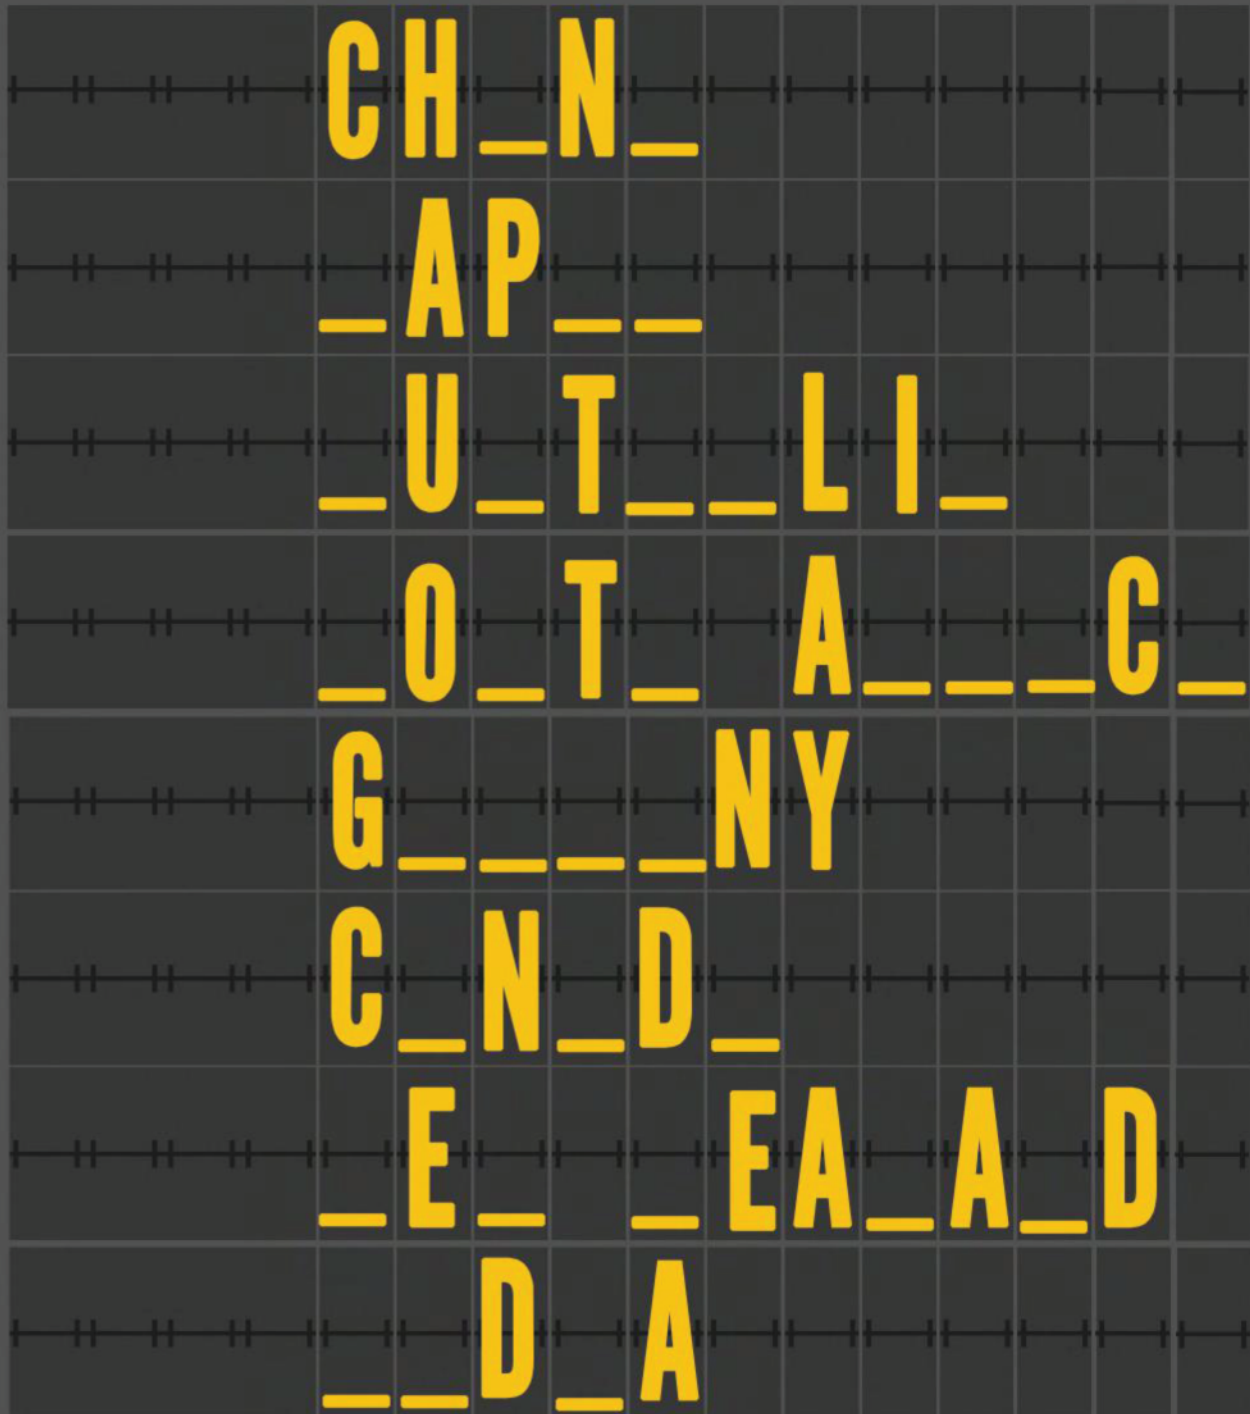 CH_N_
_AP__
_U_T__LI_
_O_T_ A___C_
G____NY
C_N_D_
_E_ _EA_A_D
__D_A